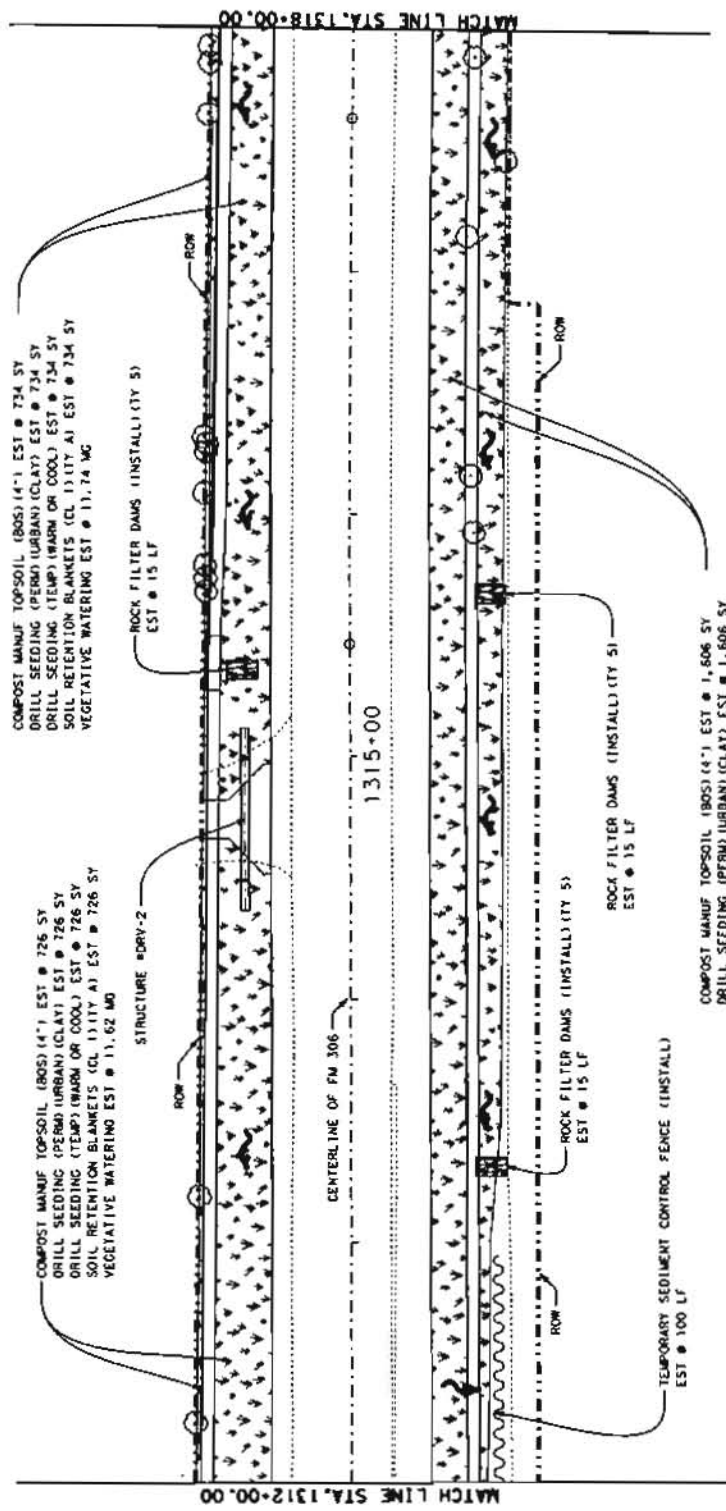 MATCH LINE STA.1318+00.00
COMPOST MANUF TOPSOIL (BOS)(4") EST @ 734 SY
DRILL SEEDING (PERM)(URBAN)(CLAY) EST @ 734 SY
DRILL SEEDING (TEMP)(WARM OR COOL) EST @ 734 SY
SOIL RETENTION BLANKETS (CL 1)(TY A) EST @ 734 SY
VEGETATIVE WATERING EST @ 11.74 MG
ROW
ROCK FILTER DAMS (INSTALL)(TY 5)
EST @ 15 LF
COMPOST MANUF TOPSOIL (BOS)(4") EST @ 726 SY
DRILL SEEDING (PERM)(URBAN)(CLAY) EST @ 726 SY
DRILL SEEDING (TEMP)(WARM OR COOL) EST @ 726 SY
SOIL RETENTION BLANKETS (CL 1)(TY A) EST @ 726 SY
VEGETATIVE WATERING EST @ 11.62 MG
STRUCTURE #DRV-2
ROW
1315+00
CENTERLINE OF FM 306
ROW
ROCK FILTER DAMS (INSTALL)(TY 5)
EST @ 15 LF
ROCK FILTER DAMS (INSTALL)(TY 5)
EST @ 15 LF
ROW
TEMPORARY SEDIMENT CONTROL FENCE (INSTALL)
EST @ 100 LF
COMPOST MANUF TOPSOIL (BOS)(4") EST @ 1,606 SY
DRILL SEEDING (PERM)(URBAN)(CLAY) EST @ 1,606 SY
MATCH LINE STA.1312+00.00